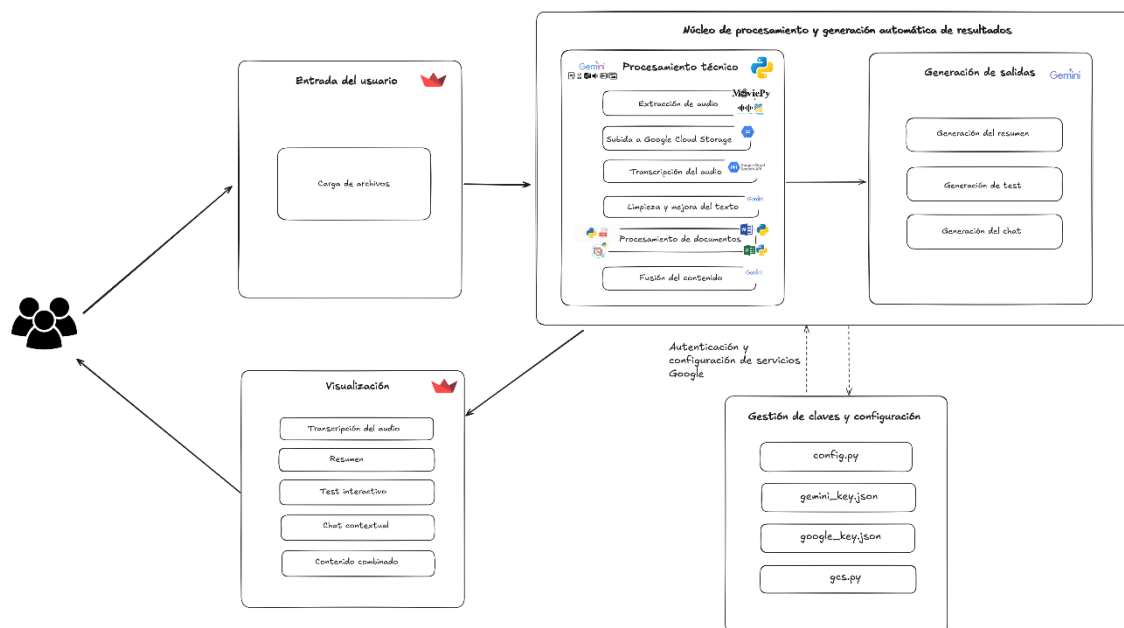 Núcleo de procesamiento y generación automática de resultados
Entrada del usuario
Carga de archivos
Gemini
Procesamiento técnico
MoviePy
Extracción de audio
Subida a Google Cloud Storage
Transcripción del audio
Google Cloud
Limpieza y mejora del texto
Gemini
Procesamiento de documentos
Fusión del contenido
Gemini
Generación de salidas
Gemini
Generación del resumen
Generación de test
Generación del chat
Autenticación y
configuración de servicios
Google
Visualización
Transcripción del audio
Resumen
Test interactivo
Chat contextual
Contenido combinado
Gestión de claves y configuración
config.py
gemini_key.json
google_key.json
gcs.py